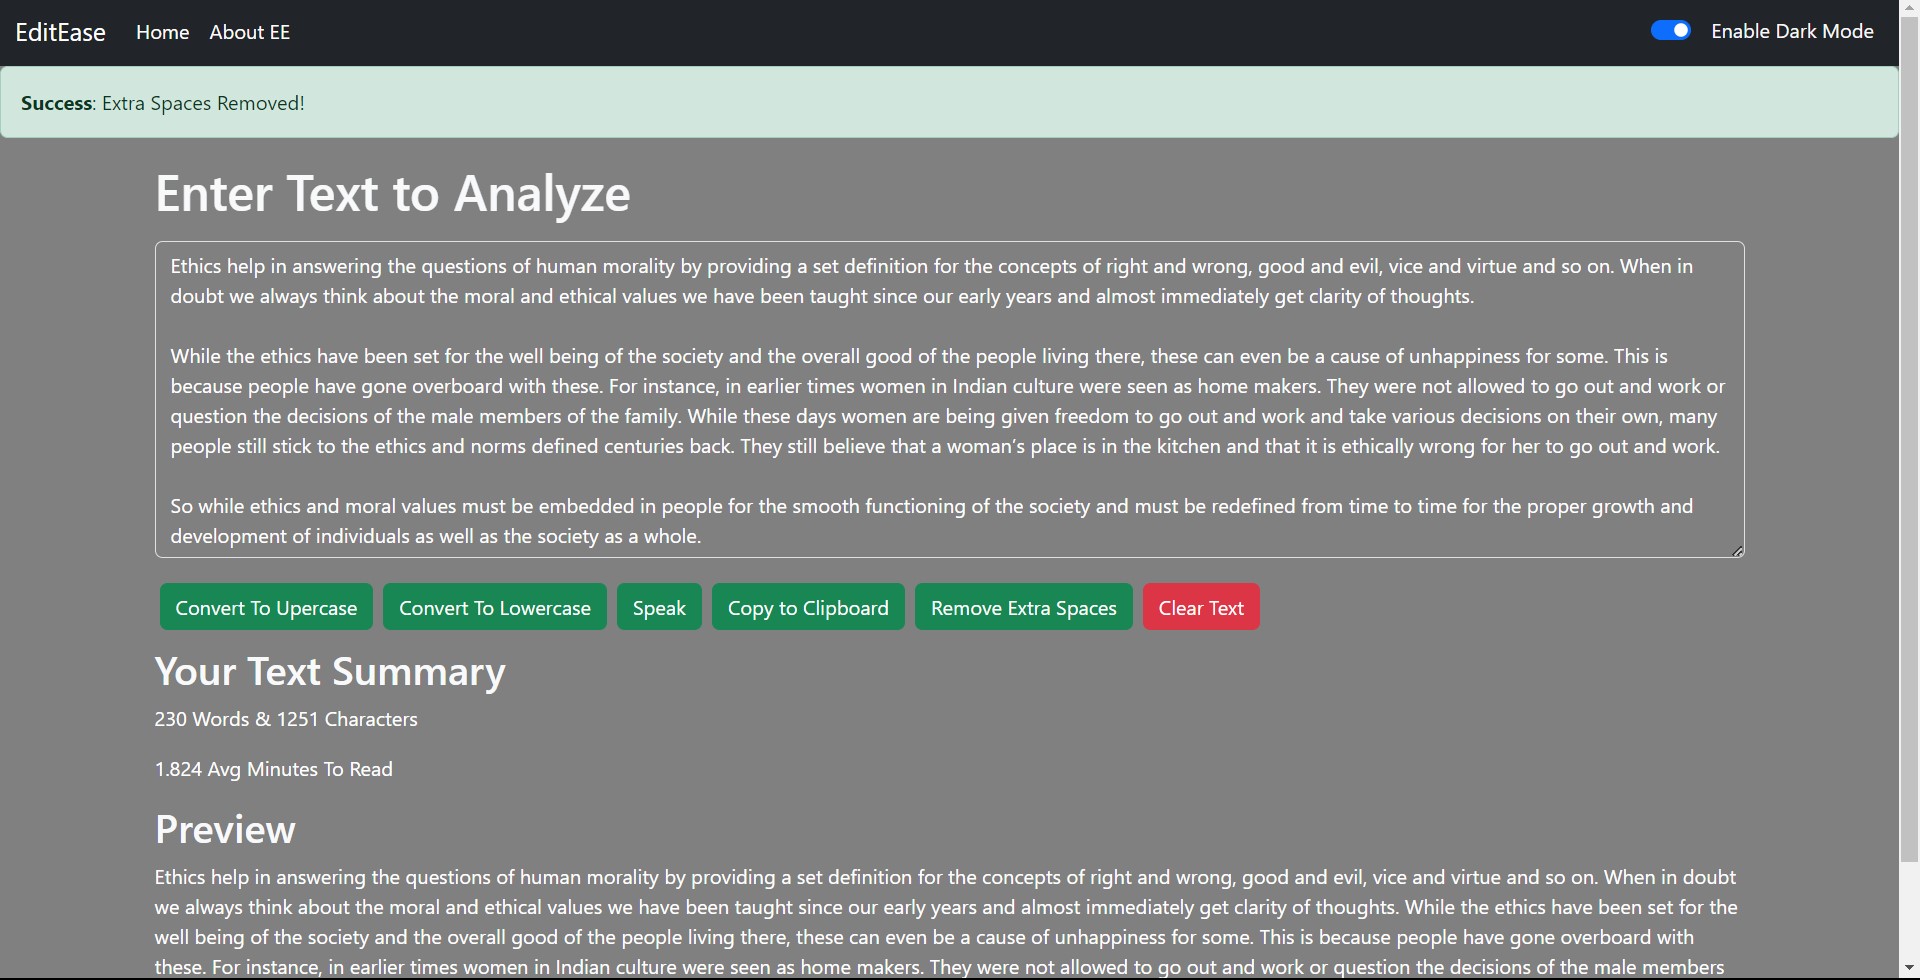 EditEase Home About EE Enable Dark Mode
Success: Extra Spaces Removed!
Enter Text to Analyze
Ethics help in answering the questions of human morality by providing a set definition for the concepts of right and wrong, good and evil, vice and virtue and so on. When in
doubt we always think about the moral and ethical values we have been taught since our early years and almost immediately get clarity of thoughts.
While the ethics have been set for the well being of the society and the overall good of the people living there, these can even be a cause of unhappiness for some. This is
because people have gone overboard with these. For instance, in earlier times women in Indian culture were seen as home makers. They were not allowed to go out and work or
question the decisions of the male members of the family. While these days women are being given freedom to go out and work and take various decisions on their own, many
people still stick to the ethics and norms defined centuries back. They still believe that a woman’s place is in the kitchen and that it is ethically wrong for her to go out and work.
So while ethics and moral values must be embedded in people for the smooth functioning of the society and must be redefined from time to time for the proper growth and
development of individuals as well as the society as a whole.
Convert To Upercase Convert To Lowercase Speak Copy to Clipboard Remove Extra Spaces Clear Text
Your Text Summary
230 Words & 1251 Characters
1.824 Avg Minutes To Read
Preview
Ethics help in answering the questions of human morality by providing a set definition for the concepts of right and wrong, good and evil, vice and virtue and so on. When in doubt
we always think about the moral and ethical values we have been taught since our early years and almost immediately get clarity of thoughts. While the ethics have been set for the
well being of the society and the overall good of the people living there, these can even be a cause of unhappiness for some. This is because people have gone overboard with
these. For instance, in earlier times women in Indian culture were seen as home makers. They were not allowed to go out and work or question the decisions of the male members